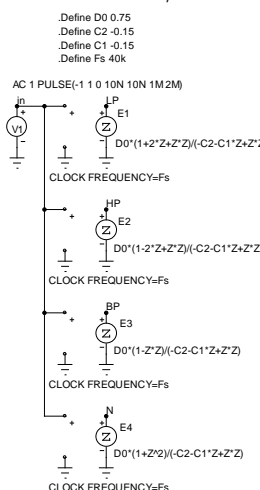 .Define D0 0.75
.Define C2 -0.15
.Define C1 -0.15
.Define Fs 40k
AC 1 PULSE(-1 1 0 10N 10N 1M 2M)
in
LP
E1
V1
Z
D0*(1+2*Z+Z*Z)/(-C2-C1*Z+Z*
CLOCK FREQUENCY=Fs
HP
E2
Z
D0*(1-2*Z+Z*Z)/(-C2-C1*Z+Z*Z
CLOCK FREQUENCY=Fs
BP
E3
Z
D0*(1-Z*Z)/(-C2-C1*Z+Z*Z)
CLOCK FREQUENCY=Fs
N
E4
Z
D0*(1+Z^2)/(-C2-C1*Z+Z*Z)
CLOCK FREQUENCY=Fs